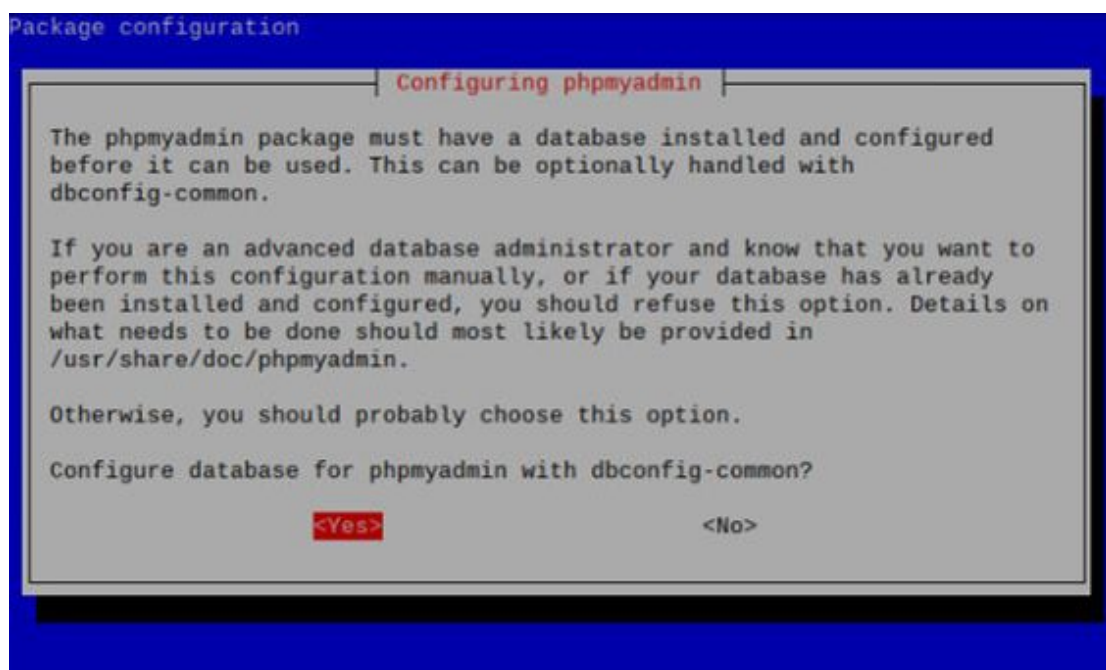 Package configuration
Configuring phpmyadmin
The phpmyadmin package must have a database installed and configured
before it can be used. This can be optionally handled with
dbconfig-common.
If you are an advanced database administrator and know that you want to
perform this configuration manually, or if your database has already
been installed and configured, you should refuse this option. Details on
what needs to be done should most likely be provided in
/usr/share/doc/phpmyadmin.
Otherwise, you should probably choose this option.
Configure database for phpmyadmin with dbconfig-common?
<Yes> <No>